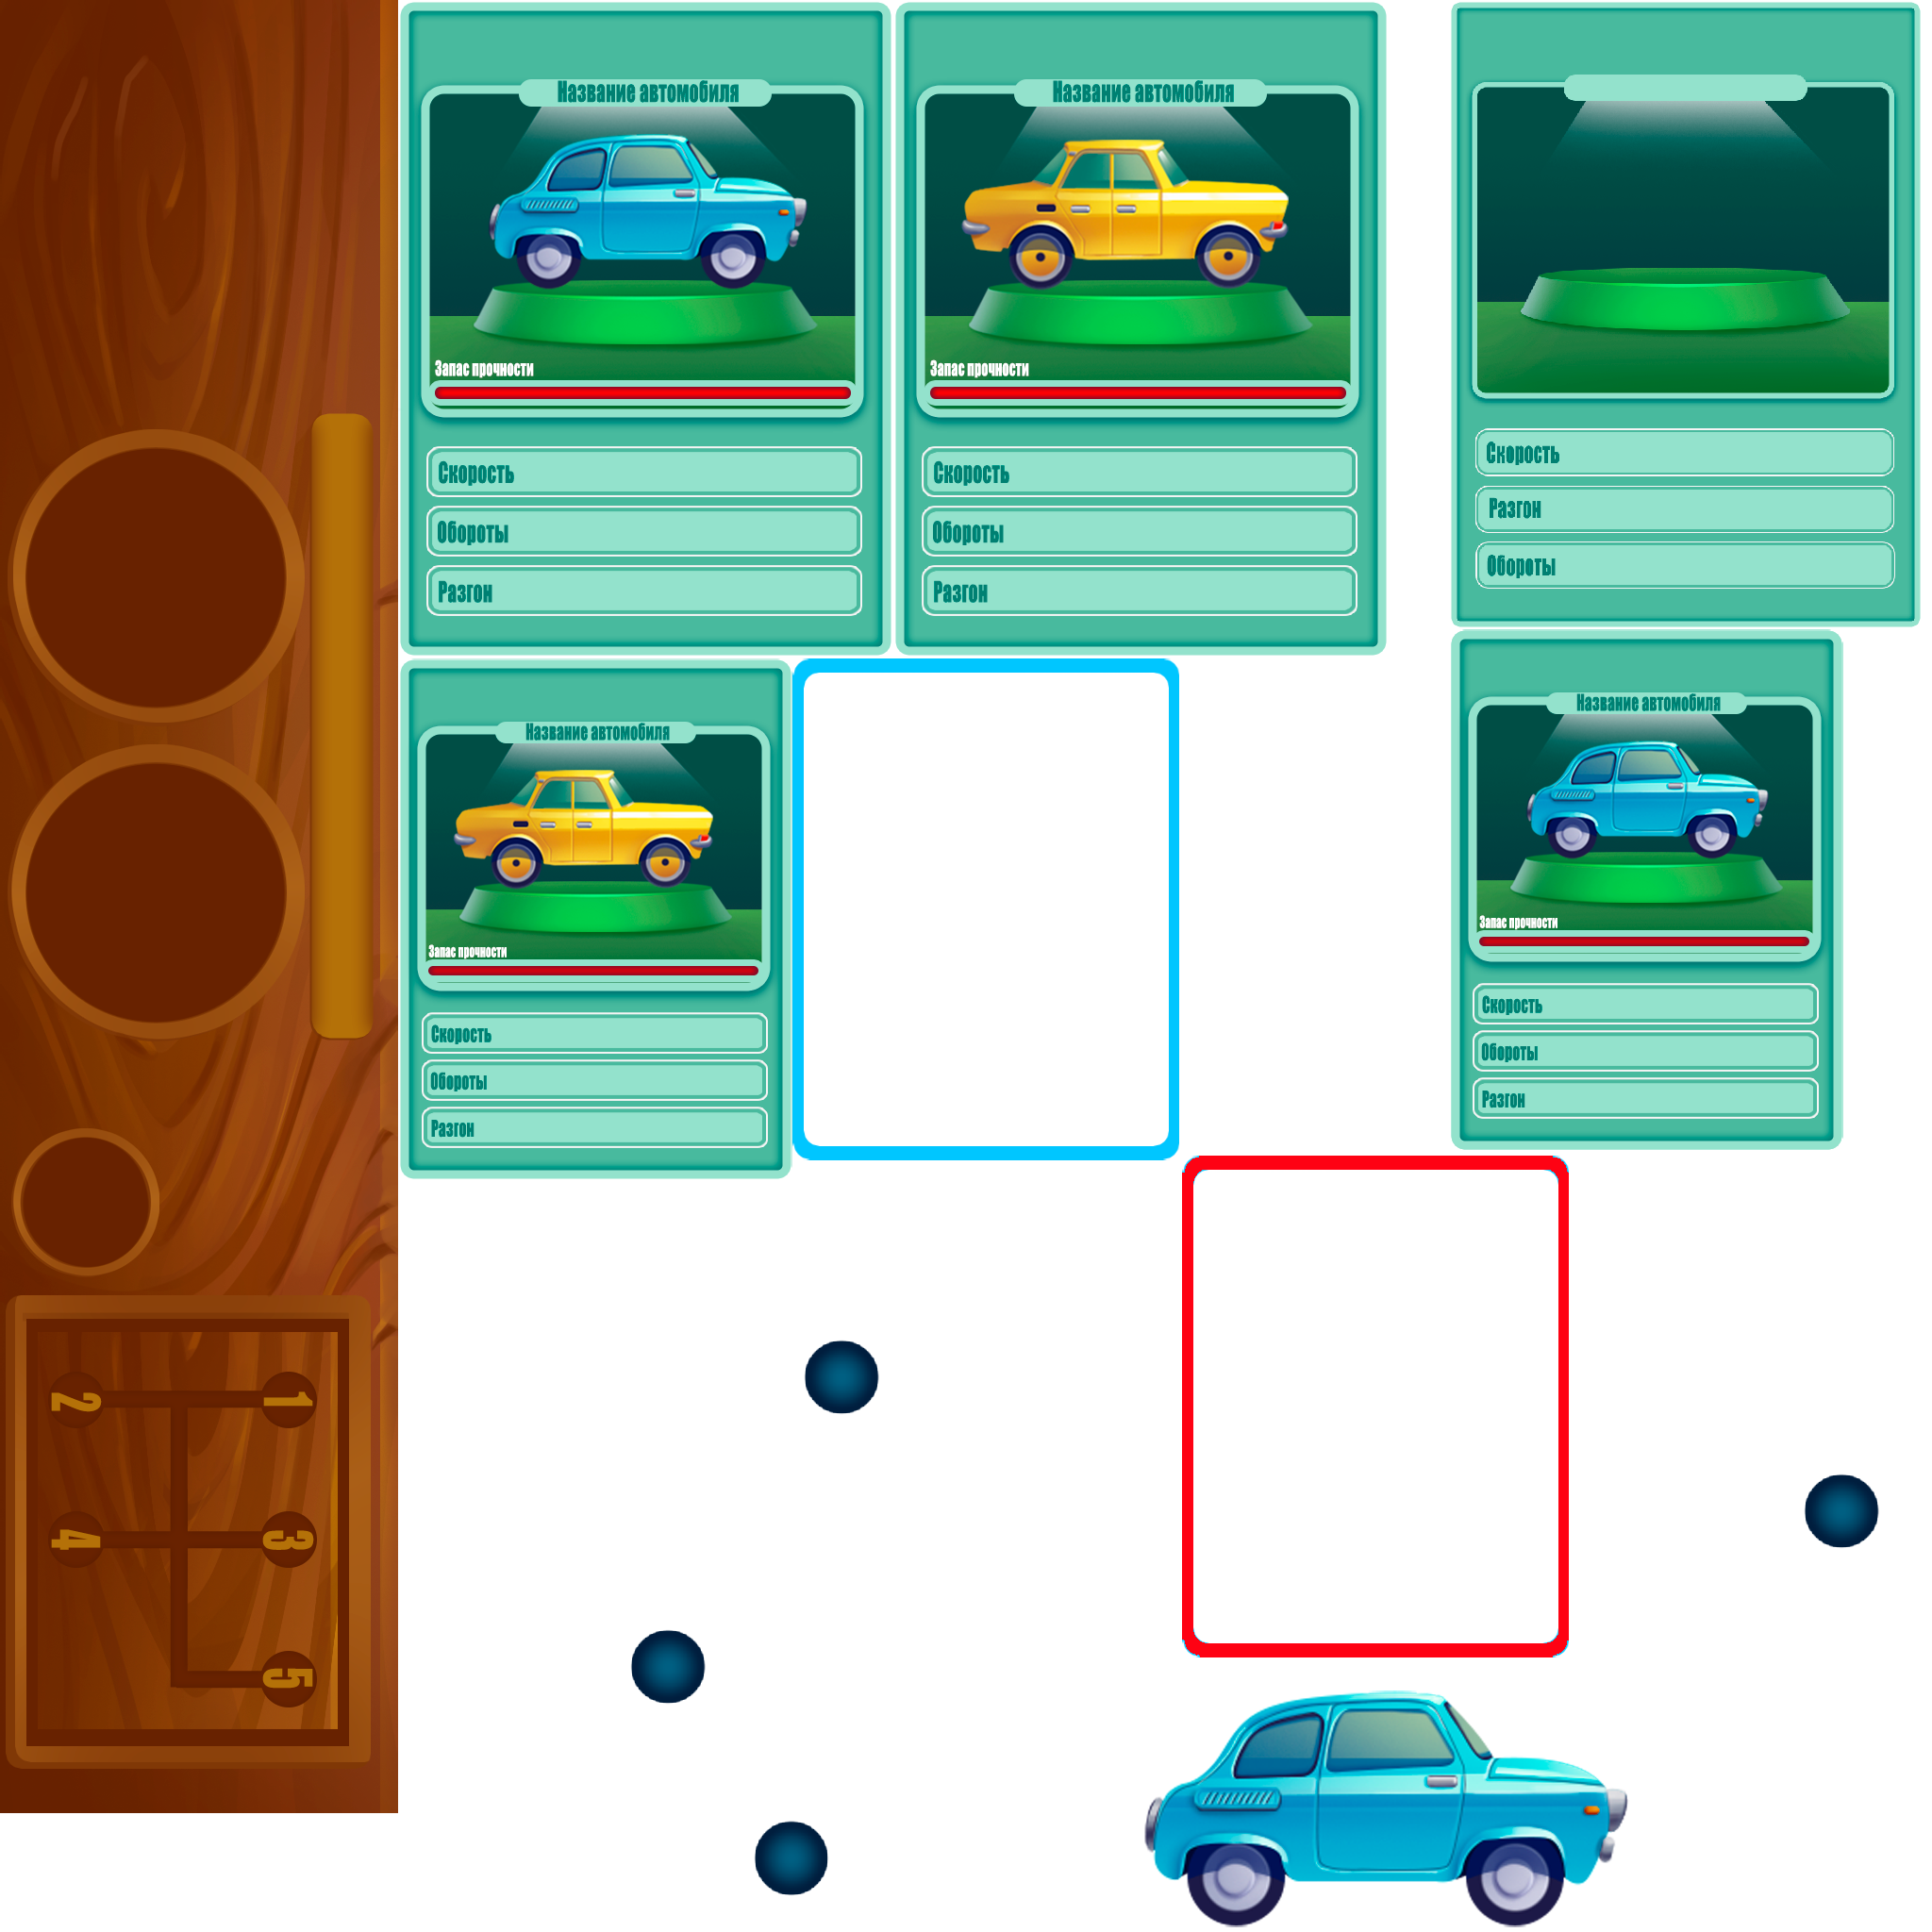 Название автомобиля
Запас прочности
Скорость
Обороты
Разгон
Название автомобиля
Запас прочности
Скорость
Обороты
Разгон
Скорость
Разгон
Обороты
Название автомобиля
Запас прочности
Скорость
Обороты
Разгон
Название автомобиля
Запас прочности
Скорость
Обороты
Разгон
1
2
3
4
5